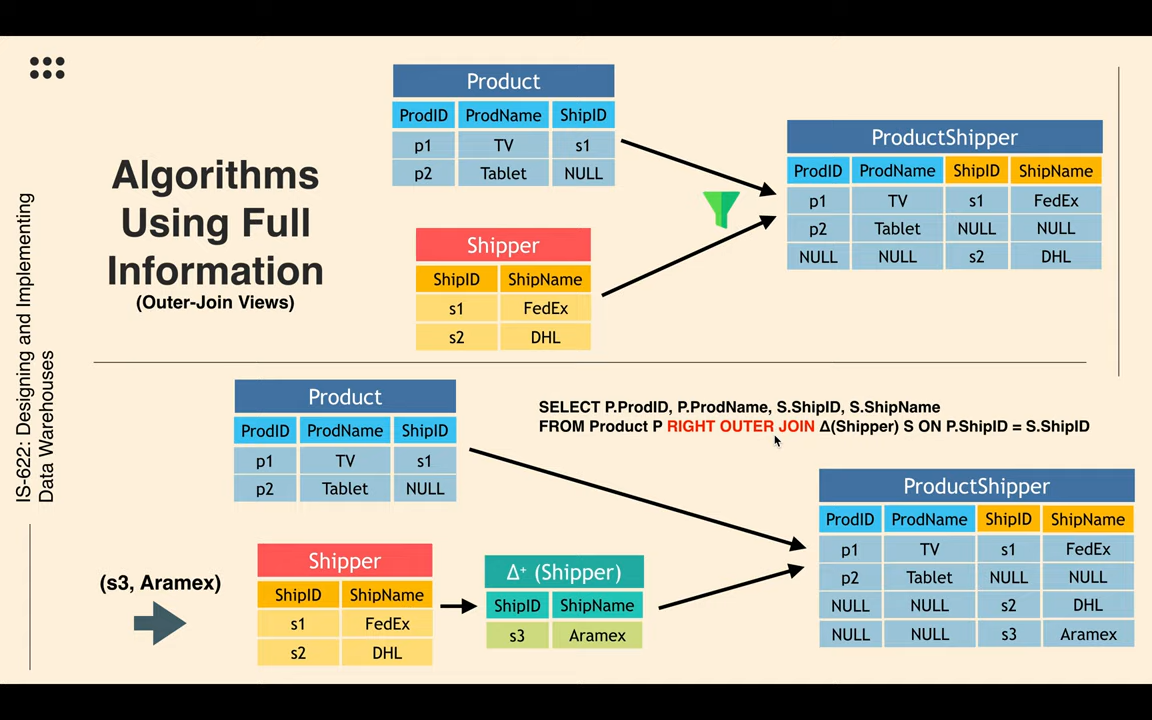 IS-622: Designing and Implementing
Data Warehouses
Algorithms
Using Full
Information
(Outer-Join Views)
Product
ProdID ProdName ShipID
p1 TV s1
p2 Tablet NULL
Shipper
ShipID ShipName
s1 FedEx
s2 DHL
ProductShipper
ProdID ProdName ShipID ShipName
p1 TV s1 FedEx
p2 Tablet NULL NULL
NULL NULL s2 DHL
Product
ProdID ProdName ShipID
p1 TV s1
p2 Tablet NULL
SELECT P.ProdID, P.ProdName, S.ShipID, S.ShipName
FROM Product P RIGHT OUTER JOIN Δ(Shipper) S ON P.ShipID = S.ShipID
(s3, Aramex)
Shipper
ShipID ShipName
s1 FedEx
s2 DHL
Δ⁺ (Shipper)
ShipID ShipName
s3 Aramex
ProductShipper
ProdID ProdName ShipID ShipName
p1 TV s1 FedEx
p2 Tablet NULL NULL
NULL NULL s2 DHL
NULL NULL s3 Aramex